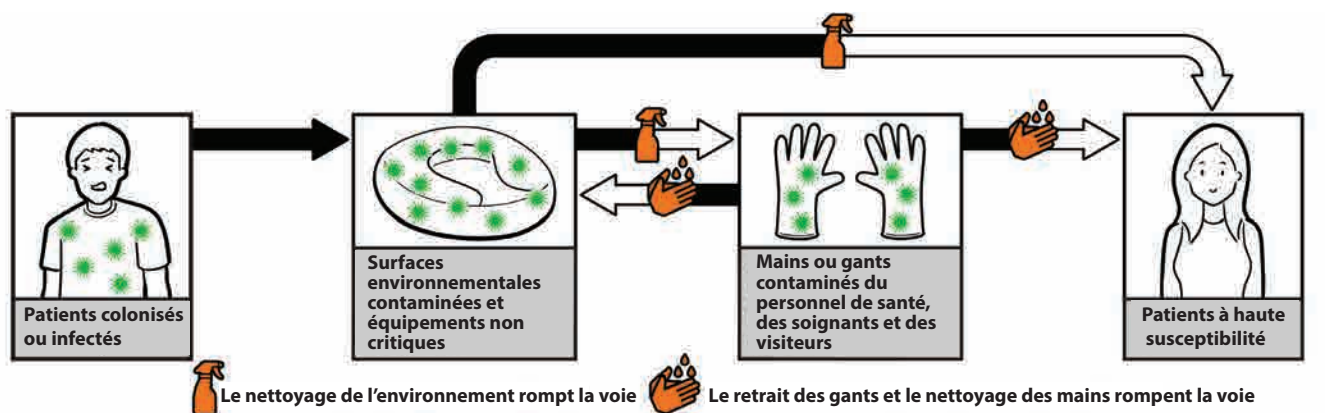 Patients colonisés
ou infectés
Surfaces
environnementales
contaminées et
équipements non
critiques
Mains ou gants
contaminés du
personnel de santé,
des soignants et des
visiteurs
Patients à haute
susceptibilité
Le nettoyage de l’environnement rompt la voie
Le retrait des gants et le nettoyage des mains rompent la voie